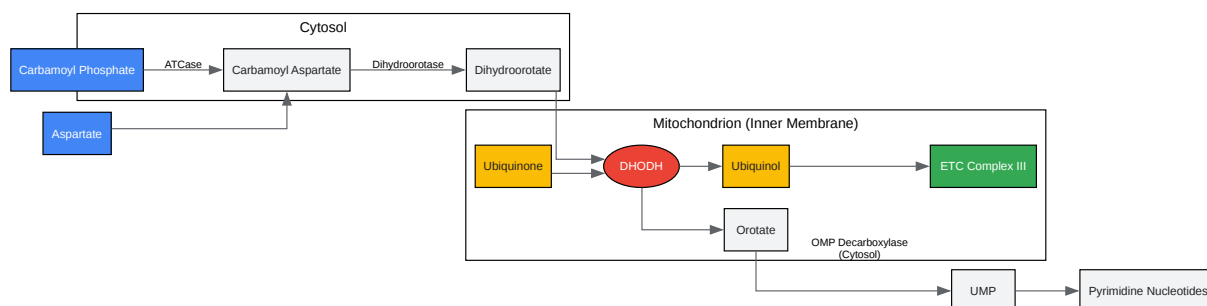 Cytosol
Carbamoyl Phosphate
ATCase
Carbamoyl Aspartate
Dihydroorotase
Dihydroorotate
Aspartate
Mitochondrion (Inner Membrane)
Ubiquinone
DHODH
Ubiquinol
ETC Complex III
Orotate
OMP Decarboxylase
(Cytosol)
UMP
Pyrimidine Nucleotides